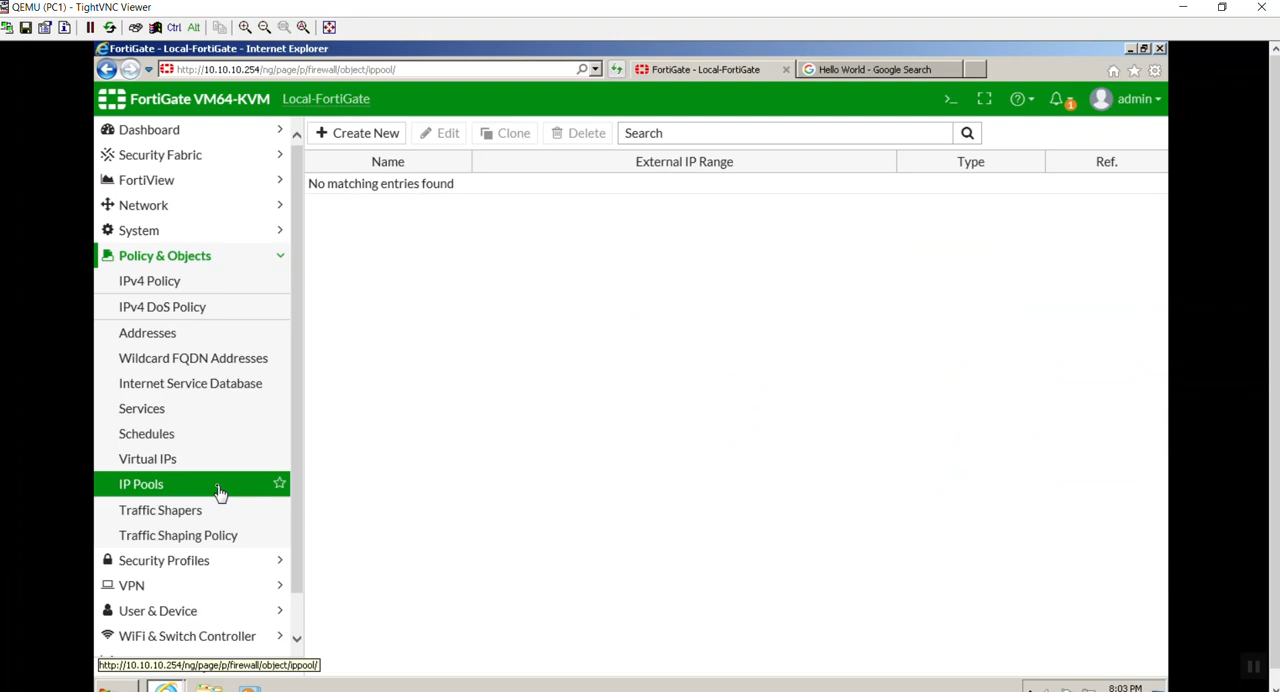 QEMU (PC1) - TightVNC Viewer
Ctrl Alt
FortiGate - Local-FortiGate - Internet Explorer
http://10.10.10.254/ng/page/p/firewall/object/ippool/
FortiGate - Local-FortiGate
Hello World - Google Search
FortiGate VM64-KVM Local-FortiGate
1
admin
Dashboard
Security Fabric
FortiView
Network
System
Policy & Objects
IPv4 Policy
IPv4 DoS Policy
Addresses
Wildcard FQDN Addresses
Internet Service Database
Services
Schedules
Virtual IPs
IP Pools
Traffic Shapers
Traffic Shaping Policy
Security Profiles
VPN
User & Device
WiFi & Switch Controller
+ Create New
Edit
Clone
Delete
Search
Name
External IP Range
Type
Ref.
No matching entries found
http://10.10.10.254/ng/page/p/firewall/object/ippool/
8:03 PM